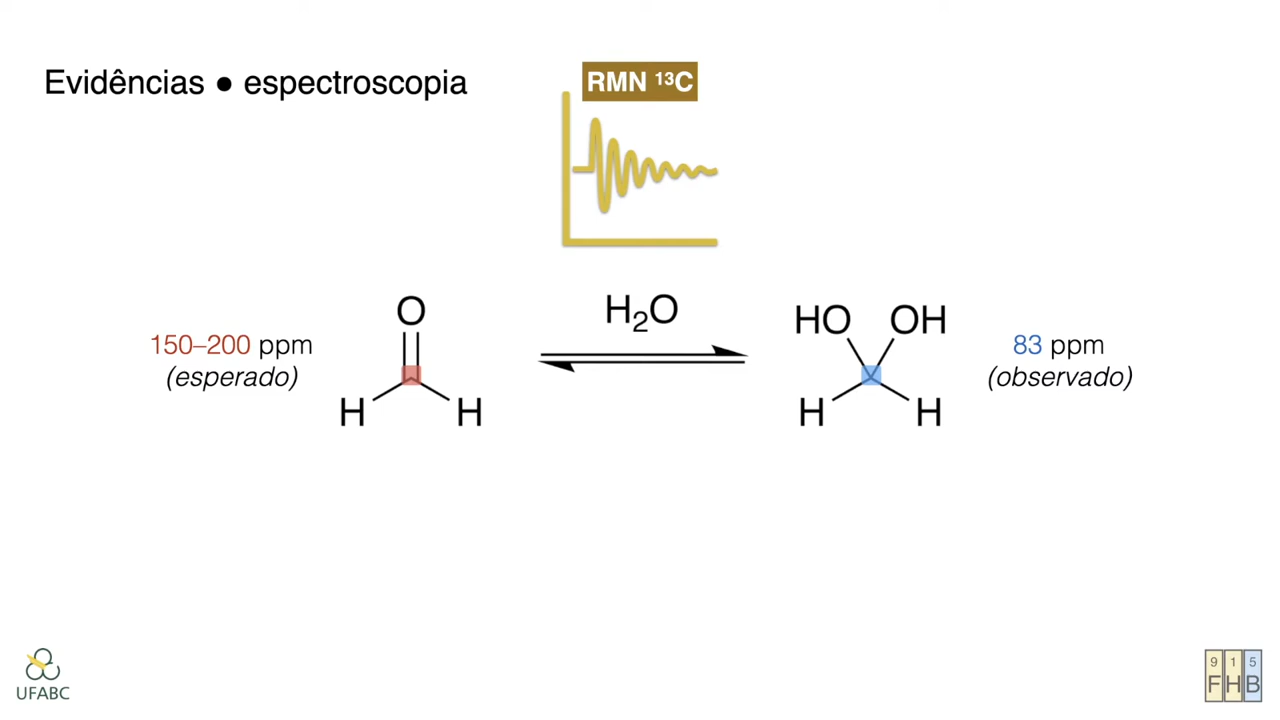 Evidências ● espectroscopia
RMN ¹³C
H₂O
O
H H
150–200 ppm
(esperado)
HO OH
H H
83 ppm
(observado)
UFABC
9 1 5
F H B